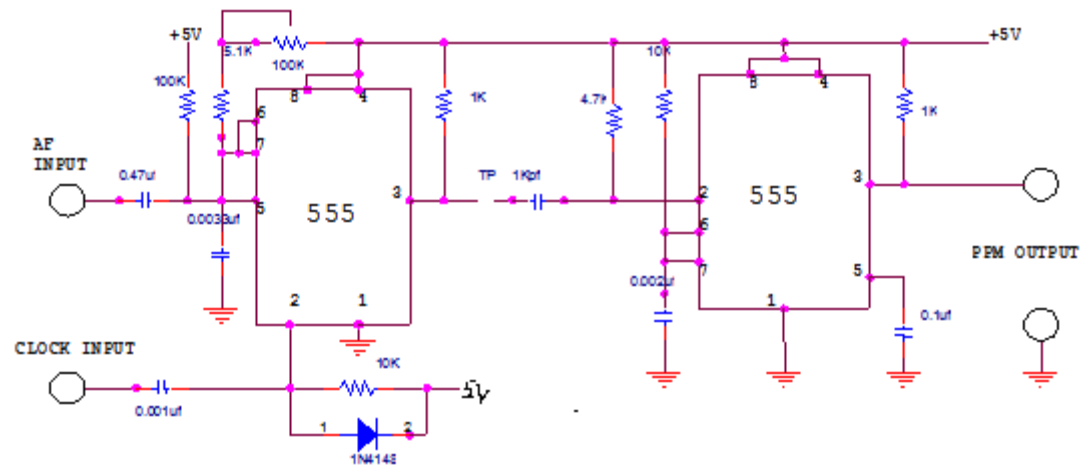 +5V
5.1K
100K
100K
8
4
6
7
1K
10K
4.7K
8
4
1K
+5V
AF
INPUT
0.47uf
0.0033uf
5
555
3
TP
1Kpf
2
6
7
555
3
5
0.002uf
1
PPM OUTPUT
0.1uf
2
1
CLOCK INPUT
0.001uf
10K
5V
1
2
1N4148